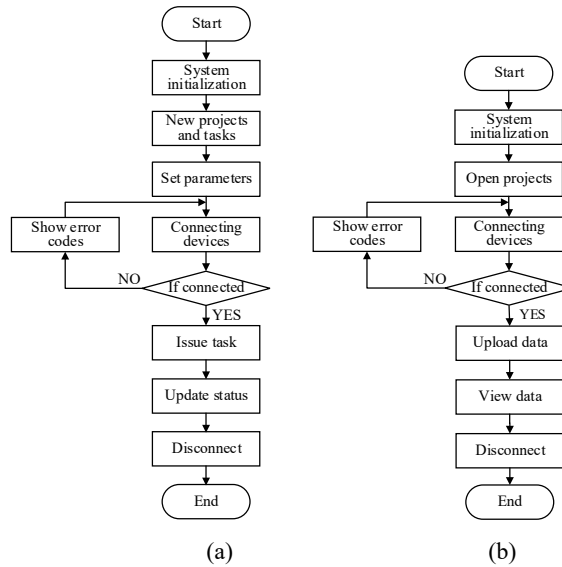 Start
System
initialization
New projects
and tasks
Set parameters
Show error
codes
Connecting
devices
NO
If connected
YES
Issue task
Update status
Disconnect
End
(a)
Start
System
initialization
Open projects
Show error
codes
Connecting
devices
NO
If connected
YES
Upload data
View data
Disconnect
End
(b)